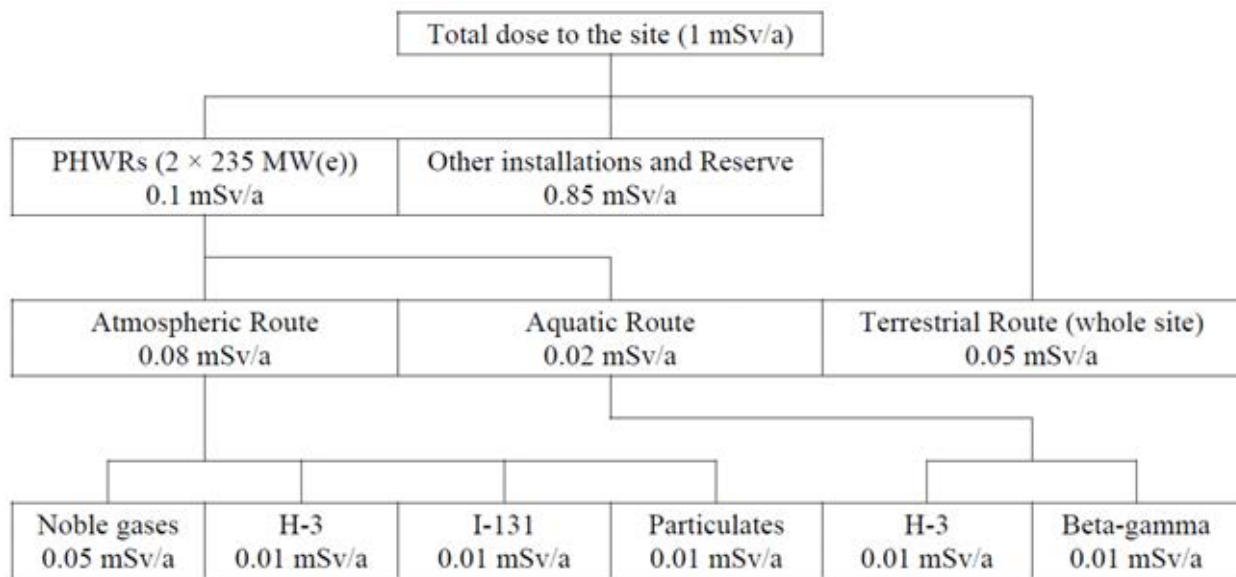 Total dose to the site (1 mSv/a)
PHWRs (2 × 235 MW(e))
0.1 mSv/a
Other installations and Reserve
0.85 mSv/a
Atmospheric Route
0.08 mSv/a
Aquatic Route
0.02 mSv/a
Terrestrial Route (whole site)
0.05 mSv/a
Noble gases
0.05 mSv/a
H-3
0.01 mSv/a
I-131
0.01 mSv/a
Particulates
0.01 mSv/a
H-3
0.01 mSv/a
Beta-gamma
0.01 mSv/a